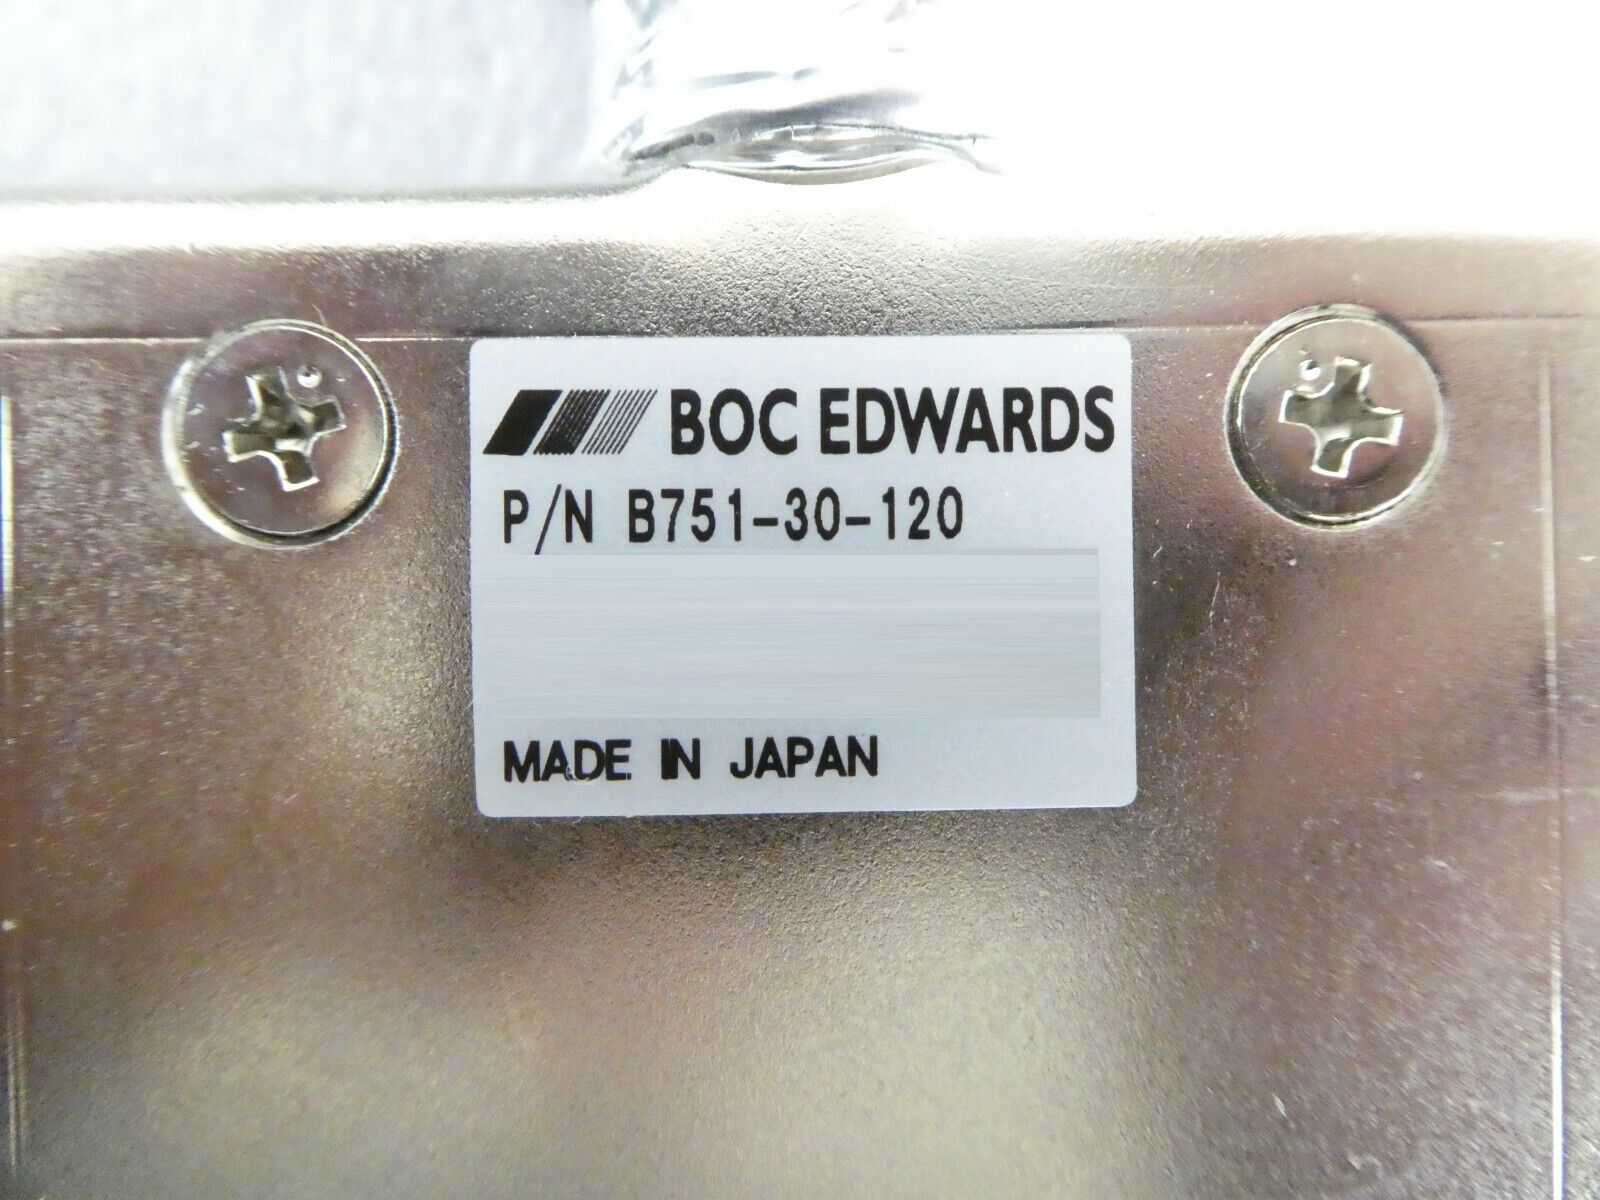 BOC EDWARDS
P/N B751-30-120
MADE IN JAPAN